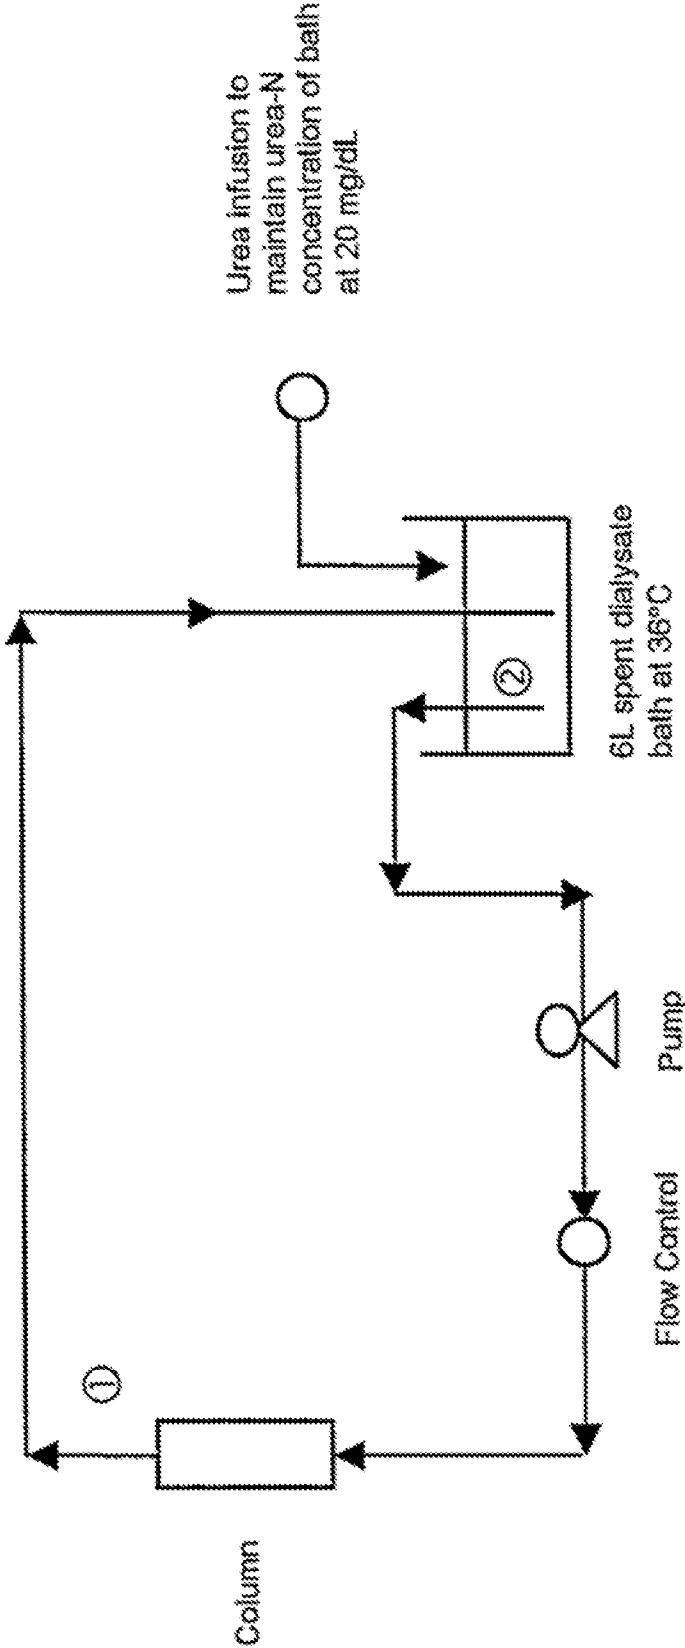 Urea infusion to
maintain urea-N
concentration of bath
at 20 mg/dL
6L spent dialysate
bath at 36°C
②
Pump
Flow Control
①
Column